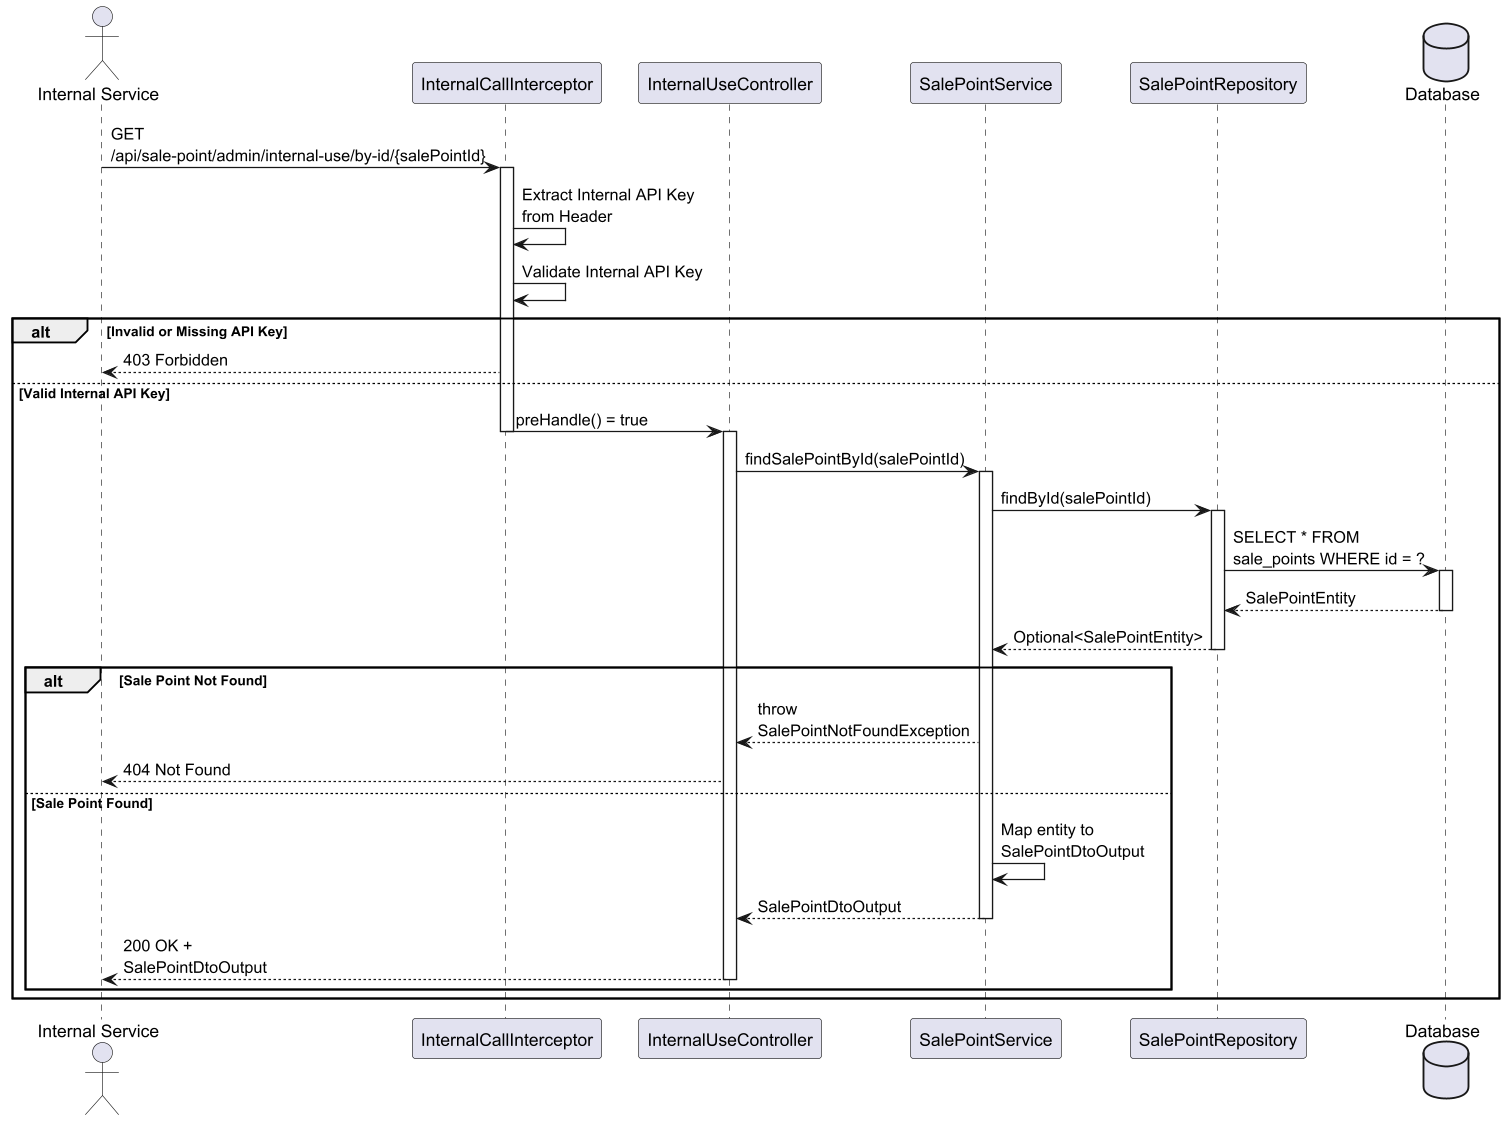 Internal Service
InternalCallInterceptor
InternalUseController
SalePointService
SalePointRepository
Database
GET
/api/sale-point/admin/internal-use/by-id/{salePointId}
Extract Internal API Key
from Header
Validate Internal API Key
alt
[Invalid or Missing API Key]
403 Forbidden
[Valid Internal API Key]
preHandle() = true
findSalePointById(salePointId)
findById(salePointId)
SELECT * FROM
sale_points WHERE id = ?
SalePointEntity
Optional<SalePointEntity>
alt
[Sale Point Not Found]
throw
SalePointNotFoundException
404 Not Found
[Sale Point Found]
Map entity to
SalePointDtoOutput
SalePointDtoOutput
200 OK +
SalePointDtoOutput
Internal Service
InternalCallInterceptor
InternalUseController
SalePointService
SalePointRepository
Database